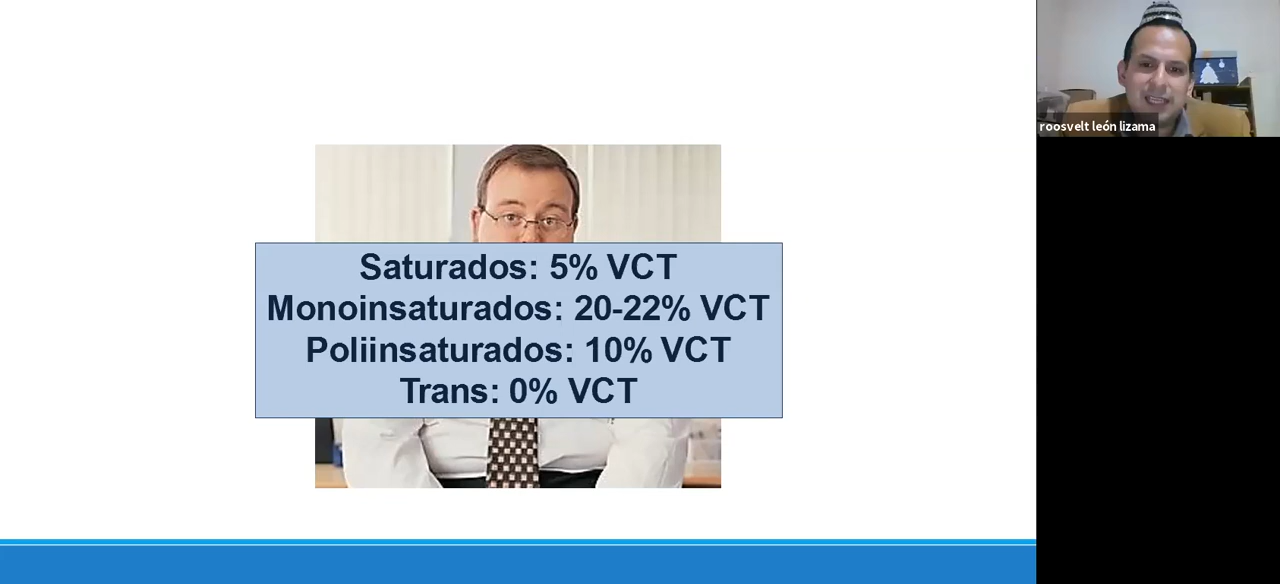 Saturados: 5% VCT
Monoinsaturados: 20-22% VCT
Poliinsaturados: 10% VCT
Trans: 0% VCT
roosvelt león lizama